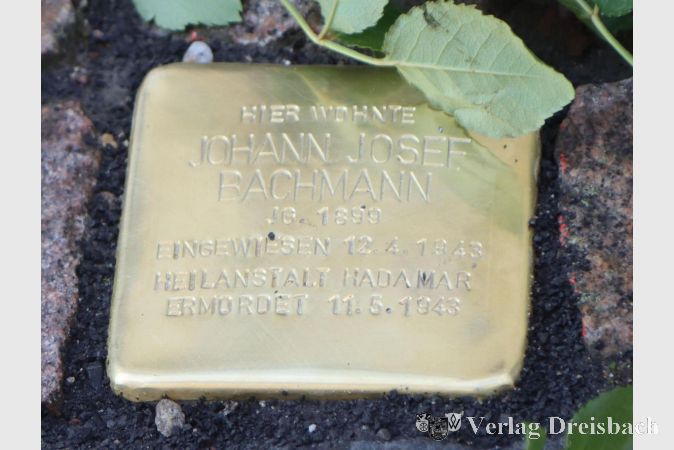 HIER WOHNTE
JOHANN JOSEF
BACHMANN
JG. 1899
EINGEWIESEN 12.4.1943
HEILANSTALT HADAMAR
ERMORDET 11.5.1943
Verlag Dreisbach